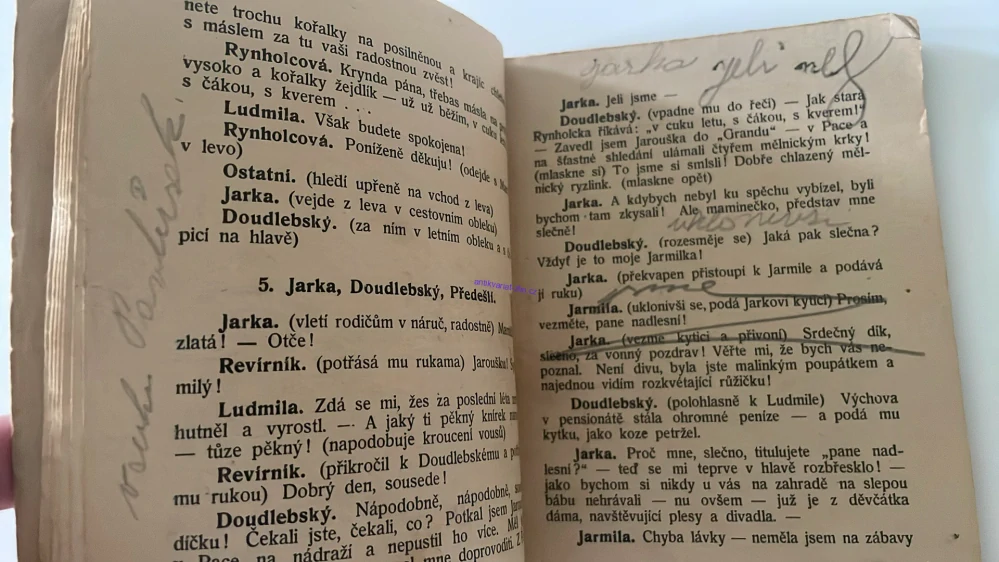 nete trochu kořalky na posilněnou a krajíc
s máslem za tu vaši radostnou zvěst!
Rynholcová. Krynda pána, třebas másla na
vysoko a kořalky žejdlík — už už běžím, v cuku
s čákou, s kverem . . .
Ludmila. Však budete spokojena!
Rynholcová. Poníženě děkuju! (odejde s
v levo)
Ostatní. (hledí upřeně na vchod z leva)
Jarka. (vejde z leva v cestovním obleku)
Doudlebský. (za ním v letním obleku a s
picí na hlavě)
5. Jarka, Doudlebský, Předešlí.
Jarka. (vletí rodičům v náruč, radostně)
zlatá! — Otče!
Revírník. (potřásá mu rukama) Jaroušku!
milý!
Ludmila. Zdá se mi, žes za poslední léta
hutněl a vyrostl. — A jaký ti pěkný knírek
— tůze pěkný! (napodobuje kroucení vousů)
Revírník. (přikročil k Doudlebskému a
mu rukou) Dobrý den, sousede!
Doudlebský. Nápodobně, nápodobně,
díčku! Čekali jste, čekali, co? Potkal jsem
v Pace na nádraží a nepustil ho více.
mne doprovoditi.
jarka jeli
Jarka. Jeli jsme —
Doudlebský. (vpadne mu do řeči) — Jak stará
Rynholcka říkává: „v cuku letu, s čákou, s kverem!"
— Zavedl jsem Jarouška do „Grandu" — v Pace a
na šťastné shledání ulámali čtyřem mělnickým krky!
(mlaskne si) To jsme si smlsli! Dobře chlazený měl-
nický ryzlink. (mlaskne opět)
Jarka. A kdybych nebyl ku spěchu vybízel, byli
bychom tam zkysali! Ale maminečko, představ mne
slečně!
Doudlebský. (rozesměje se) Jaká pak slečna?
Vždyť je to moje Jarmilka!
Jarka. (překvapen přistoupí k Jarmile a podává
jí ruku)
Jarmila. (uklonivši se, podá Jarkovi kytici) Prosím,
vezměte, pane nadlesní!
Jarka. (vezme kytici a přivoní) Srdečný dík,
slečno, za vonný pozdrav! Věřte mi, že bych vás ne-
poznal. Není divu, byla jste malinkým poupátkem a
najednou vidím rozkvétající růžičku!
Doudlebský. (polohlasně k Ludmile) Výchova
v pensionátě stála ohromné peníze — a podá mu
kytku, jako koze petržel.
Jarka. Proč mne, slečno, titulujete „pane nad-
lesní?" — teď se mi teprve v hlavě rozbřesklo! —
jako bychom si nikdy u vás na zahradě na slepou
bábu nehrávali — nu ovšem — již je z děvčátka
dáma, navštěvující plesy a divadla. —
Jarmila. Chyba lávky — neměla jsem na zábavy